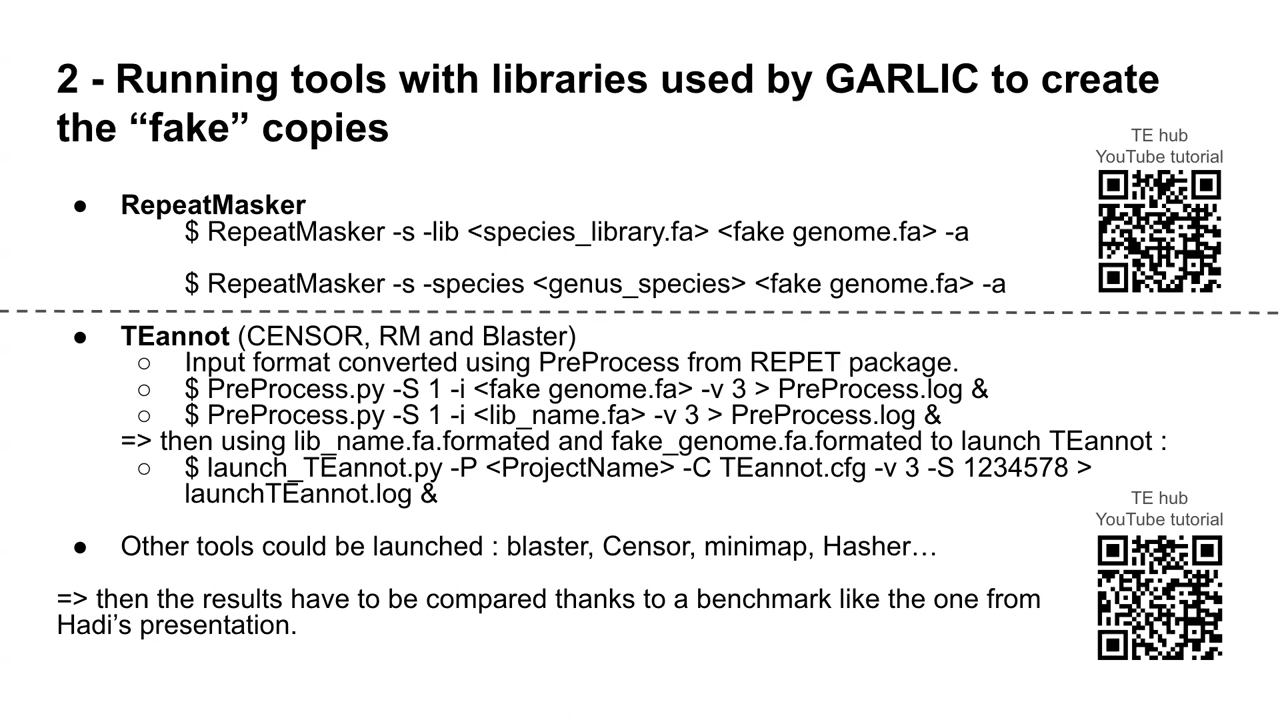 2 - Running tools with libraries used by GARLIC to create
the “fake” copies
TE hub
YouTube tutorial
● RepeatMasker
$ RepeatMasker -s -lib <species_library.fa> <fake genome.fa> -a
$ RepeatMasker -s -species <genus_species> <fake genome.fa> -a
● TEannot (CENSOR, RM and Blaster)
○ Input format converted using PreProcess from REPET package.
○ $ PreProcess.py -S 1 -i <fake genome.fa> -v 3 > PreProcess.log &
○ $ PreProcess.py -S 1 -i <lib_name.fa> -v 3 > PreProcess.log &
=> then using lib_name.fa.formated and fake_genome.fa.formated to launch TEannot :
○ $ launch_TEannot.py -P <ProjectName> -C TEannot.cfg -v 3 -S 1234578 >
launchTEannot.log &
TE hub
YouTube tutorial
● Other tools could be launched : blaster, Censor, minimap, Hasher…
=> then the results have to be compared thanks to a benchmark like the one from
Hadi’s presentation.